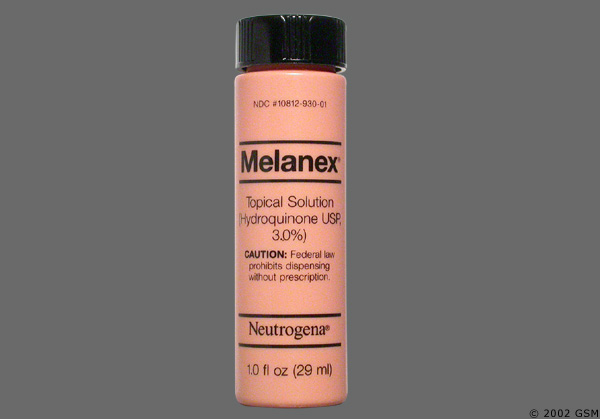 NDC #10812-930-01
Melanex®
Topical Solution
(Hydroquinone USP,
3.0%)
CAUTION: Federal law
prohibits dispensing
without prescription.
Neutrogena®
1.0 fl oz (29 ml)
© 2002 GSM